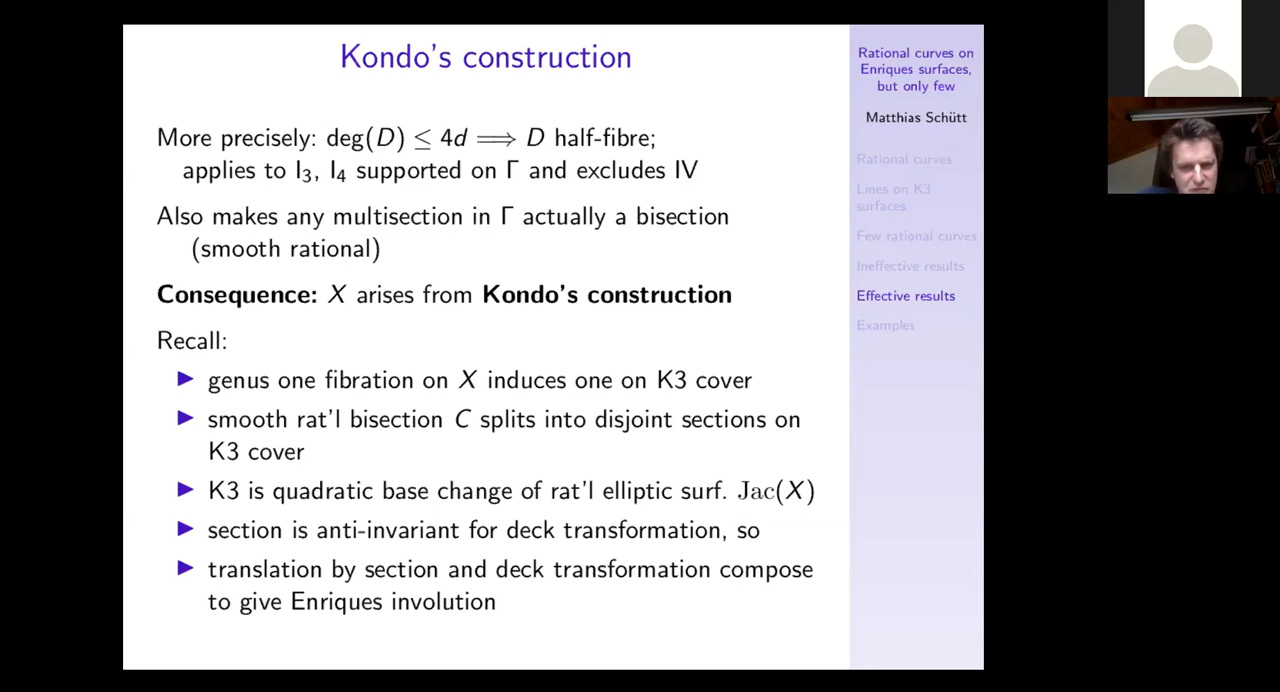 Kondo's construction
More precisely: deg(D) ≤ 4d ⟹ D half-fibre;
applies to I₃, I₄ supported on Γ and excludes IV
Also makes any multisection in Γ actually a bisection
(smooth rational)
Consequence: X arises from Kondo's construction
Recall:
▶ genus one fibration on X induces one on K3 cover
▶ smooth rat'l bisection C splits into disjoint sections on
K3 cover
▶ K3 is quadratic base change of rat'l elliptic surf. Jac(X)
▶ section is anti-invariant for deck transformation, so
▶ translation by section and deck transformation compose
to give Enriques involution
Rational curves on
Enriques surfaces,
but only few
Matthias Schütt
Rational curves
Lines on K3
surfaces
Few rational curves
Ineffective results
Effective results
Examples